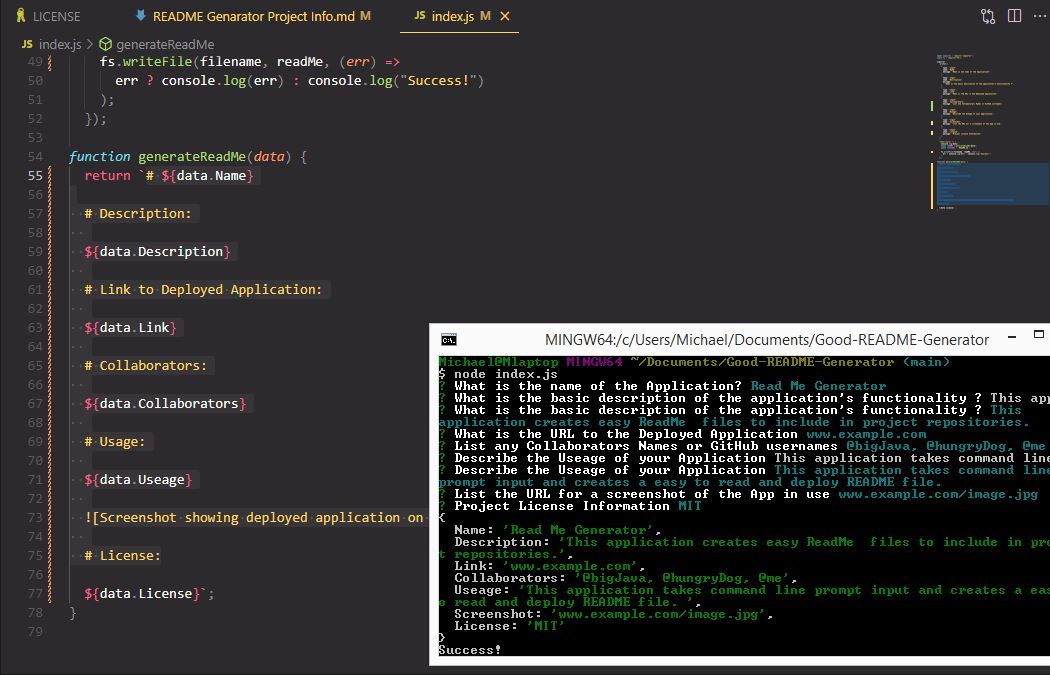 LICENSE
README Genarator Project Info.md M
JS index.js M ×
JS index.js > generateReadMe
49 fs.writeFile(filename, readMe, (err) =>
50 err ? console.log(err) : console.log("Success!")
51 );
52 });
53
54 function generateReadMe(data) {
55 return `# ${data.Name}
56
57 # Description:
58
59 ${data.Description}
60
61 # Link to Deployed Application:
62
63 ${data.Link}
64
65 # Collaborators:
66
67 ${data.Collaborators}
68
69 # Usage:
70
71 ${data.Useage}
72
73 ![Screenshot showing deployed application on
74
75 # License:
76
77 ${data.License}`;
78 }
79
MINGW64:/c/Users/Michael/Documents/Good-README-Generator
Michael@Mlaptop MINGW64 ~/Documents/Good-README-Generator (main)
$ node index.js
? What is the name of the Application? Read Me Generator
? What is the basic description of the application's functionality ? This app
? What is the basic description of the application's functionality ? This
application creates easy ReadMe  files to include in project repositories.
? What is the URL to the Deployed Application www.example.com
? List any Collaborators Names or GitHub usernames @bigJava, @hungryDog, @me
? Describe the Useage of your Application This application takes command line
? Describe the Useage of your Application This application takes command line
prompt input and creates a easy to read and deploy README file.
? List the URL for a screenshot of the App in use www.example.com/image.jpg
? Project License Information MIT
{
Name: 'Read Me Generator',
Description: 'This application creates easy ReadMe  files to include in pro
t repositories.',
Link: 'www.example.com',
Collaborators: '@bigJava, @hungryDog, @me',
Useage: 'This application takes command line prompt input and creates a eas
o read and deploy README file. ',
Screenshot: 'www.example.com/image.jpg',
License: 'MIT'
}
Success!